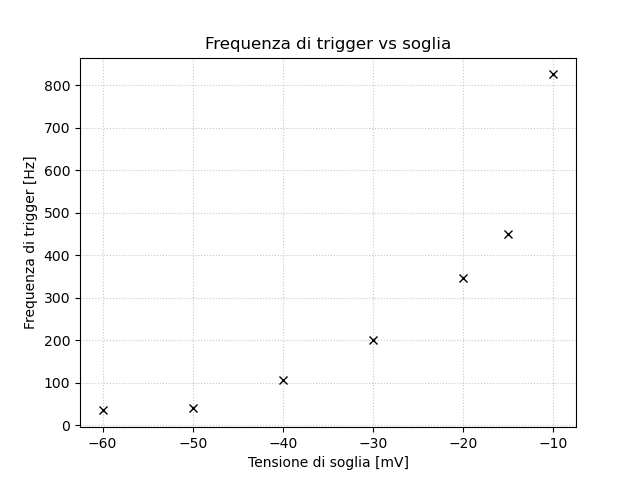 Frequenza di trigger vs soglia
Frequenza di trigger [Hz]
800
700
600
500
400
300
200
100
0
−60 −50 −40 −30 −20 −10
Tensione di soglia [mV]